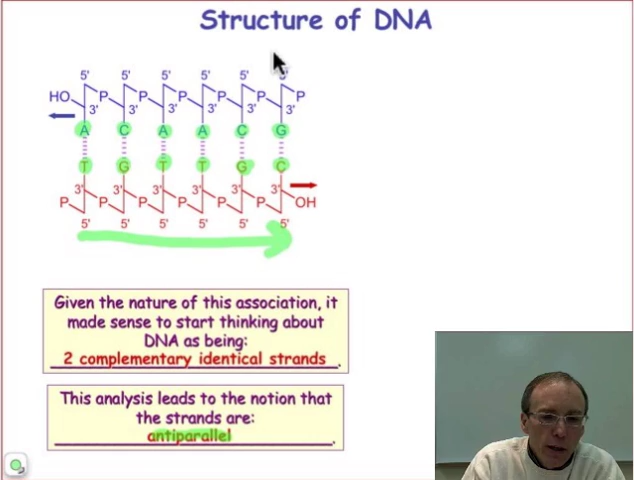 Structure of DNA
5' 5' 5' 5' 5' 5'
HO P P P P P P
3' 3' 3' 3' 3' 3'
A C A A C G
T G T T G C
3' 3' 3' 3' 3' 3'
P P P P P P OH
5' 5' 5' 5' 5' 5'
Given the nature of this association, it
made sense to start thinking about
DNA as being:
2 complementary identical strands.
This analysis leads to the notion that
the strands are:
antiparallel.